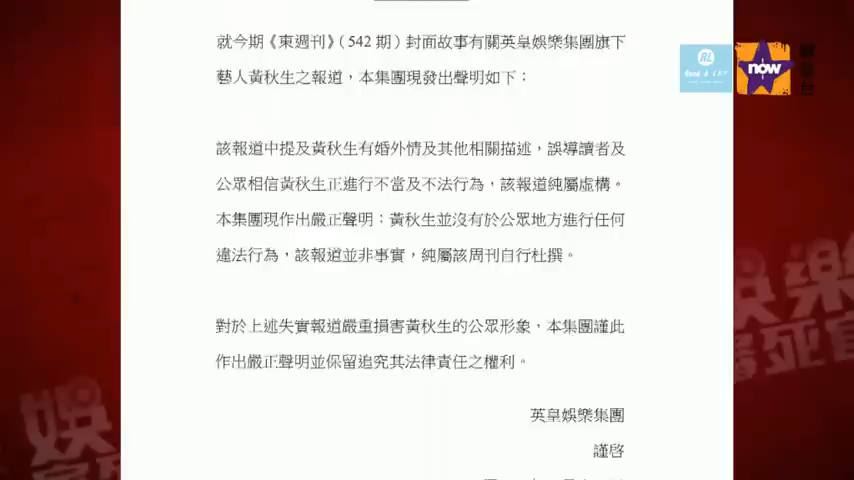 就今期《東週刊》（542 期）封面故事有關英皇娛樂集團旗下
藝人黃秋生之報道，本集團現發出聲明如下：
該報道中提及黃秋生有婚外情及其他相關描述，誤導讀者及
公眾相信黃秋生正進行不當及不法行為，該報道純屬虛構。
本集團現作出嚴正聲明：黃秋生並沒有於公眾地方進行任何
違法行為，該報道並非事實，純屬該周刊自行杜撰。
對於上述失實報道嚴重損害黃秋生的公眾形象，本集團謹此
作出嚴正聲明並保留追究其法律責任之權利。
英皇娛樂集團
謹啓
RL
now
娛樂
死官
娛